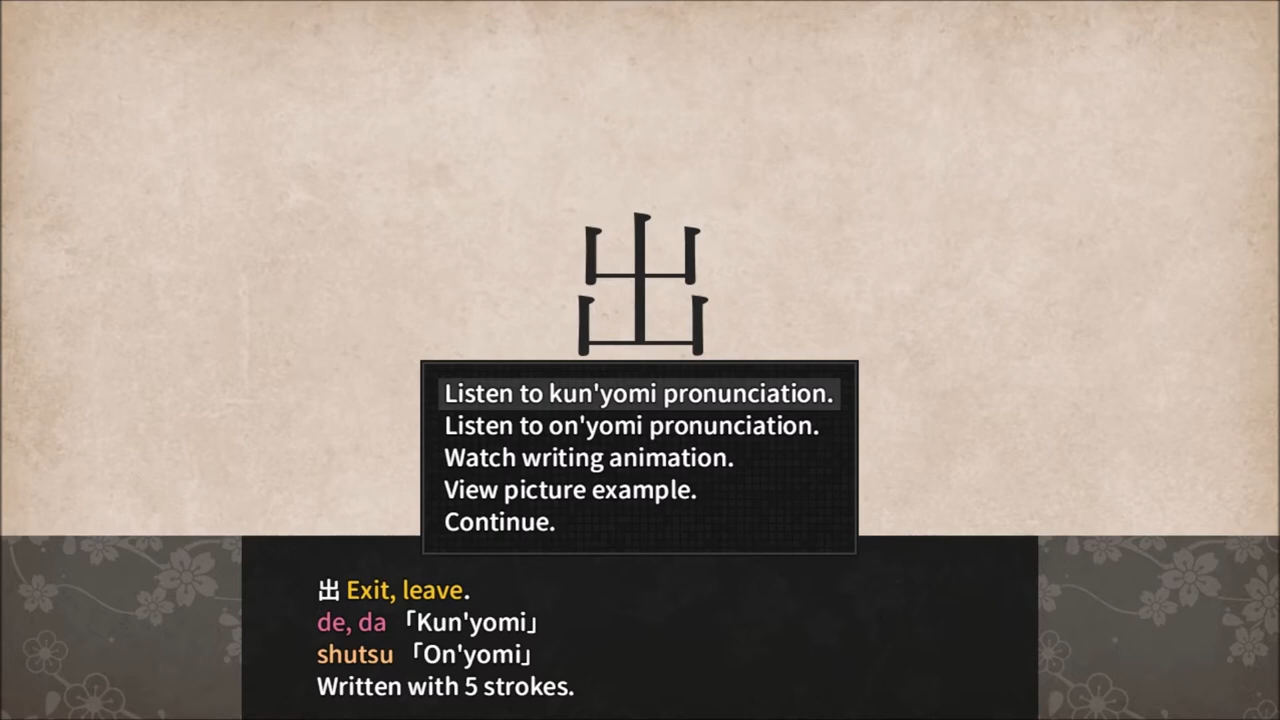 出
Listen to kun'yomi pronunciation.
Listen to on'yomi pronunciation.
Watch writing animation.
View picture example.
Continue.
出 Exit, leave.
de, da 「Kun'yomi」
shutsu 「On'yomi」
Written with 5 strokes.